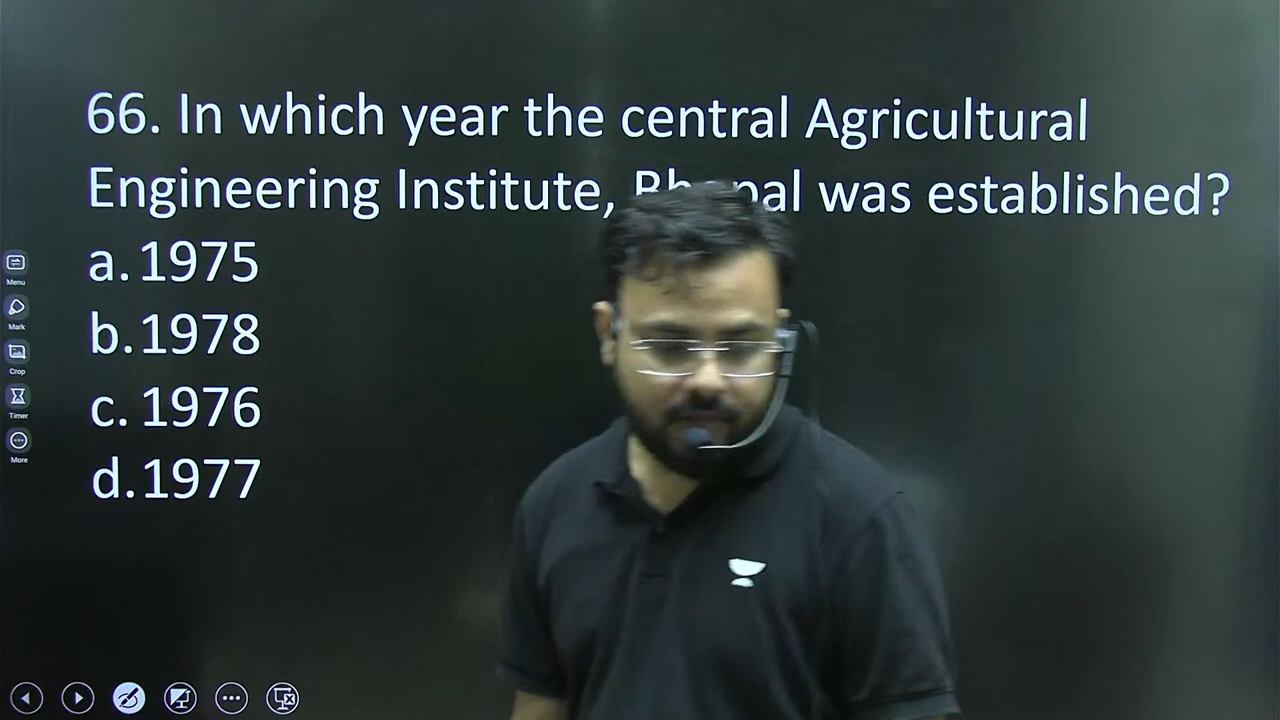 66. In which year the central Agricultural
Engineering Institute, was established?
a. 1975
b. 1978
c. 1976
d. 1977
Menu
Mark
Crop
Timer
More